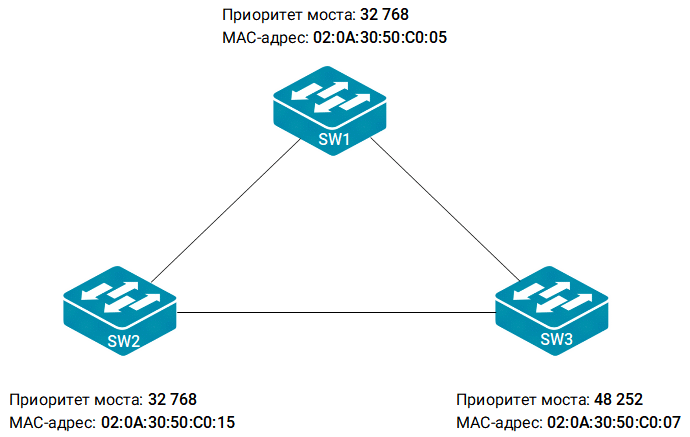 Приоритет моста: 32 768
MAC-адрес: 02:0A:30:50:C0:05
SW1
SW2
SW3
Приоритет моста: 32 768
MAC-адрес: 02:0A:30:50:C0:15
Приоритет моста: 48 252
MAC-адрес: 02:0A:30:50:C0:07